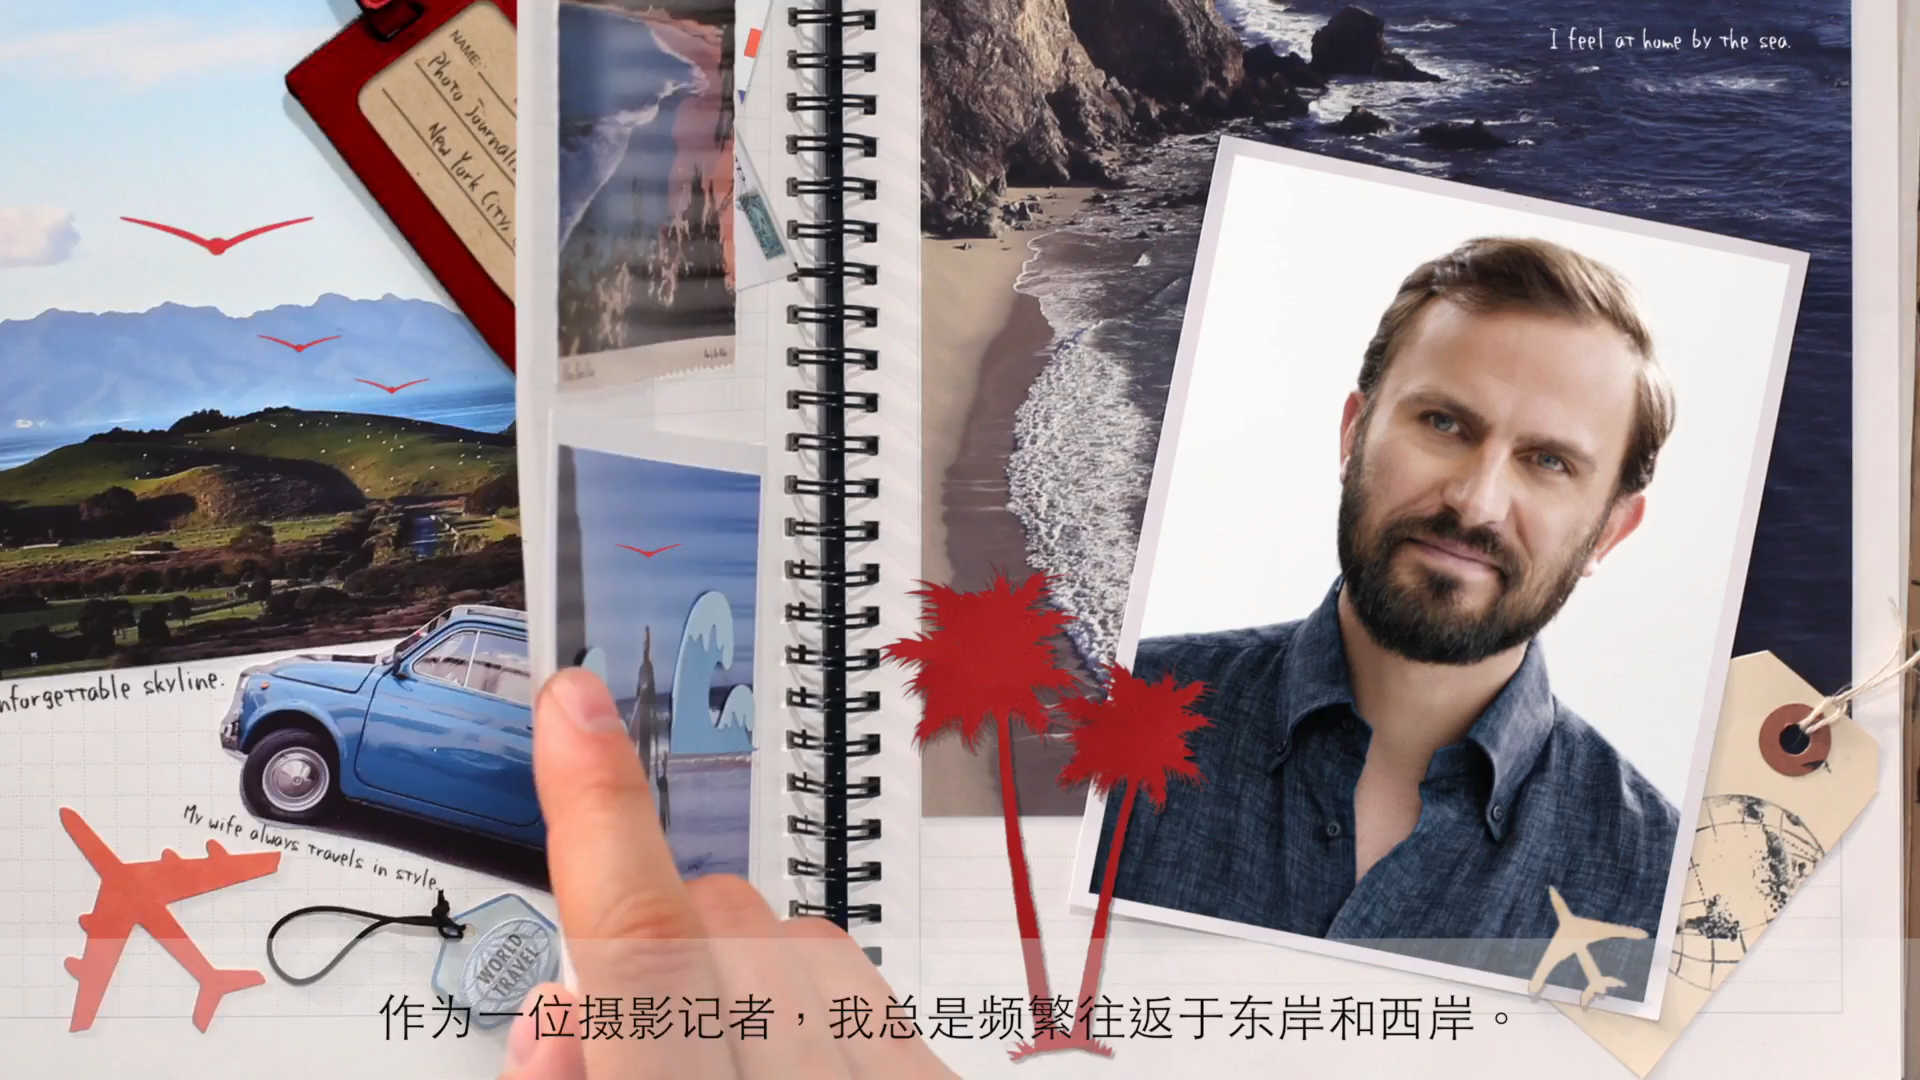 I feel at home by the sea.
NAME:
Photo Journali
New York City,
nforgettable skyline.
My wife always travels in style.
WORLD
TRAVEL
作为一位摄影记者，我总是频繁往返于东岸和西岸。